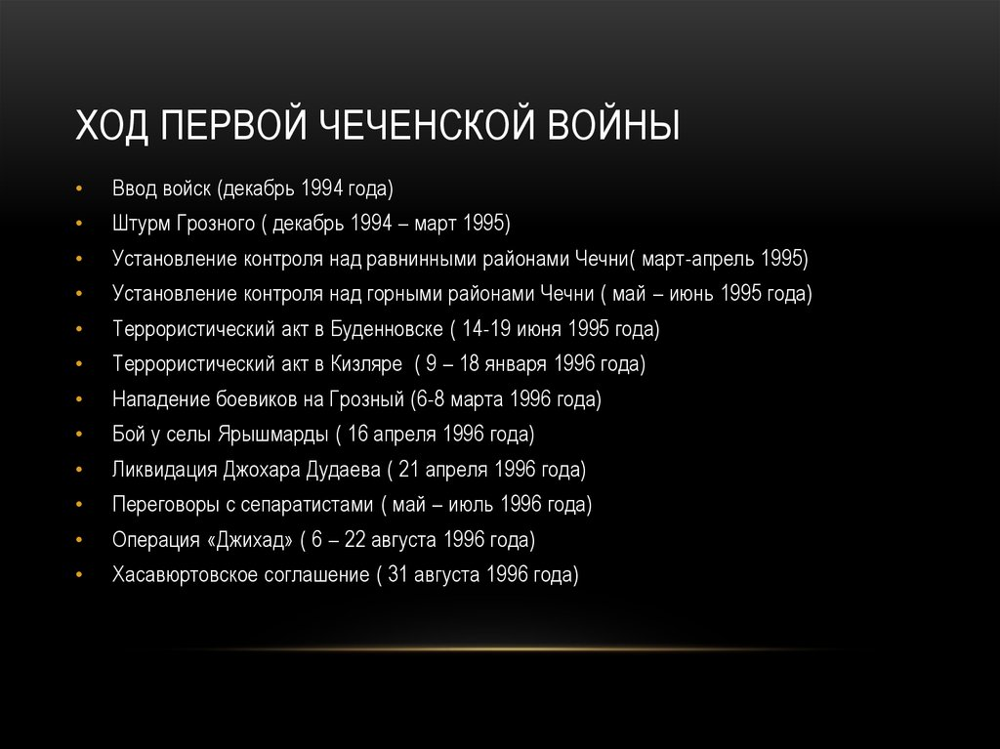 ХОД ПЕРВОЙ ЧЕЧЕНСКОЙ ВОЙНЫ
• Ввод войск (декабрь 1994 года)
• Штурм Грозного ( декабрь 1994 – март 1995)
• Установление контроля над равнинными районами Чечни( март-апрель 1995)
• Установление контроля над горными районами Чечни ( май – июнь 1995 года)
• Террористический акт в Буденновске ( 14-19 июня 1995 года)
• Террористический акт в Кизляре ( 9 – 18 января 1996 года)
• Нападение боевиков на Грозный (6-8 марта 1996 года)
• Бой у селы Ярышмарды ( 16 апреля 1996 года)
• Ликвидация Джохара Дудаева ( 21 апреля 1996 года)
• Переговоры с сепаратистами ( май – июль 1996 года)
• Операция «Джихад» ( 6 – 22 августа 1996 года)
• Хасавюртовское соглашение ( 31 августа 1996 года)